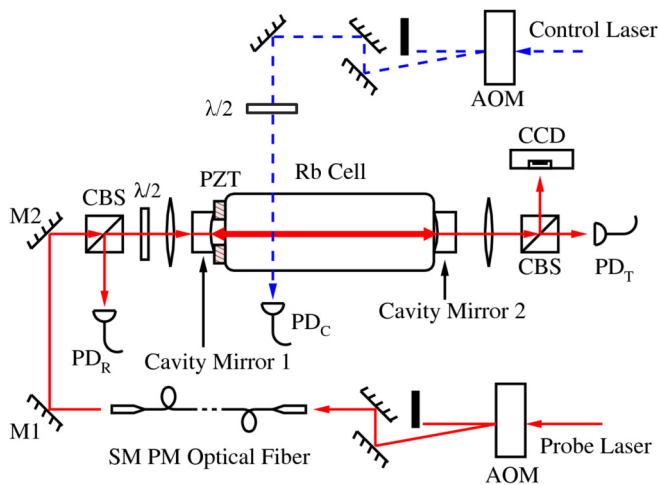 Control Laser
AOM
λ/2
CCD
Rb Cell
PZT
λ/2
CBS
M2
CBS
PD_T
PD_C
Cavity Mirror 2
PD_R
Cavity Mirror 1
M1
SM PM Optical Fiber
Probe Laser
AOM